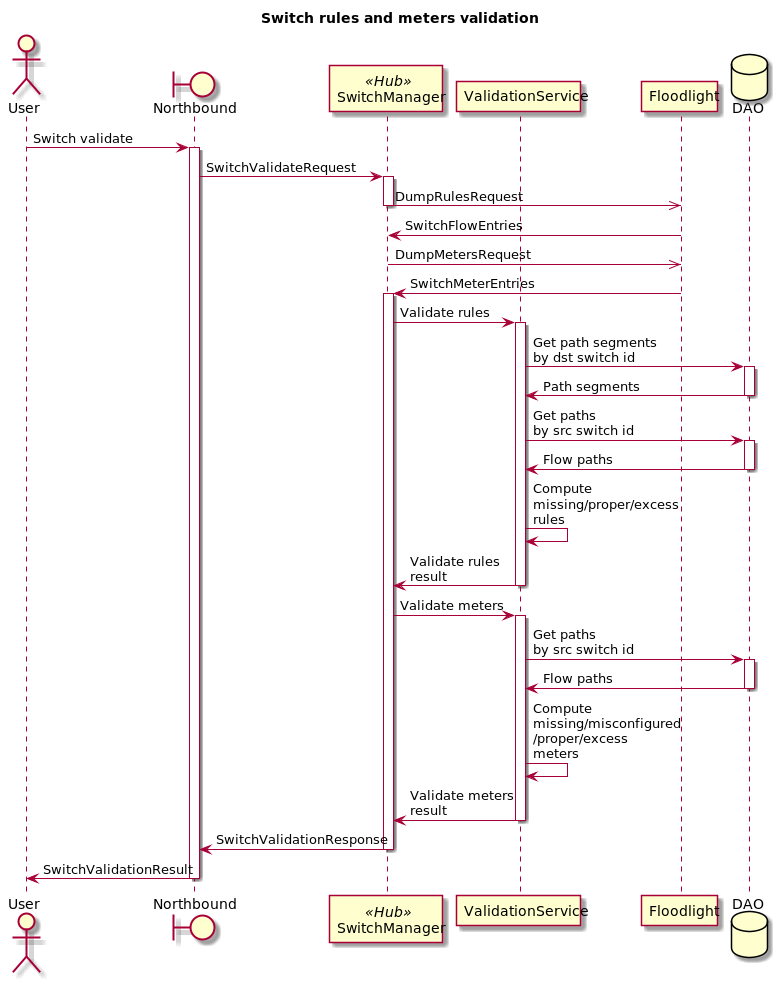 Switch rules and meters validation
User
Northbound
«Hub»
SwitchManager
ValidationService
Floodlight
DAO
Switch validate
SwitchValidateRequest
DumpRulesRequest
SwitchFlowEntries
DumpMetersRequest
SwitchMeterEntries
Validate rules
Get path segments
by dst switch id
Path segments
Get paths
by src switch id
Flow paths
Compute
missing/proper/excess
rules
Validate rules
result
Validate meters
Get paths
by src switch id
Flow paths
Compute
missing/misconfigured
/proper/excess
meters
Validate meters
result
SwitchValidationResponse
SwitchValidationResult
User
Northbound
«Hub»
SwitchManager
ValidationService
Floodlight
DAO